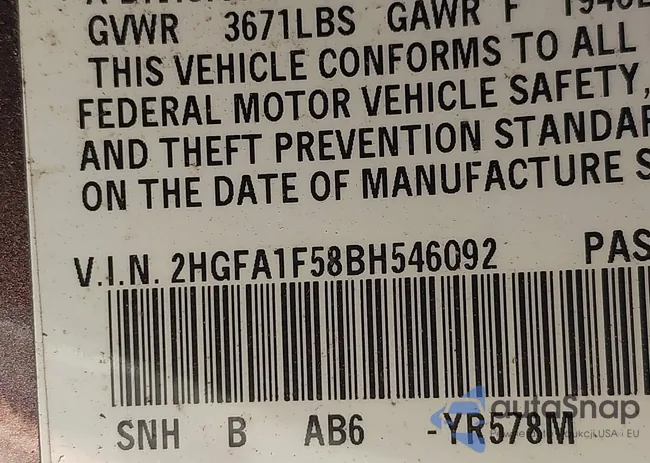 GVWR 3671LBS GAWR F
THIS VEHICLE CONFORMS TO ALL
FEDERAL MOTOR VEHICLE SAFETY,
AND THEFT PREVENTION
ON THE DATE OF MANUFACTURE
V.I.N. 2HGFA1F58BH546092 PAS
SNH B AB6 -YR578M
autoSnap